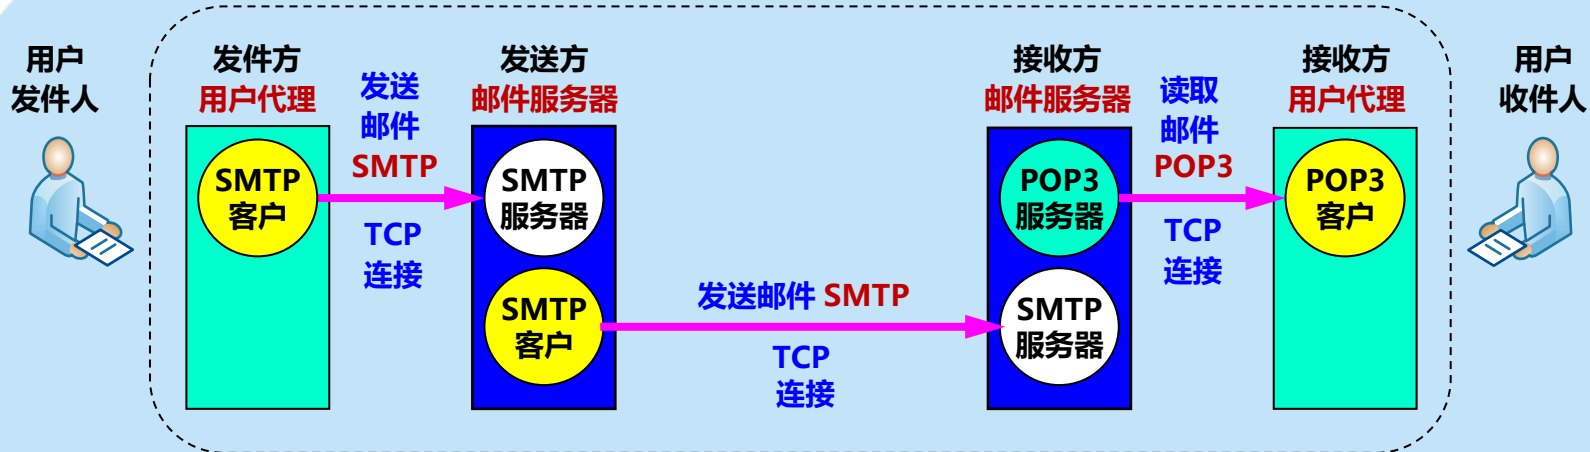 用户
发件人
发件方
用户代理
发送
邮件
SMTP
TCP
连接
SMTP
客户
发送方
邮件服务器
SMTP
服务器
SMTP
客户
发送邮件 SMTP
TCP
连接
接收方
邮件服务器
POP3
服务器
SMTP
服务器
读取
邮件
POP3
TCP
连接
接收方
用户代理
POP3
客户
用户
收件人